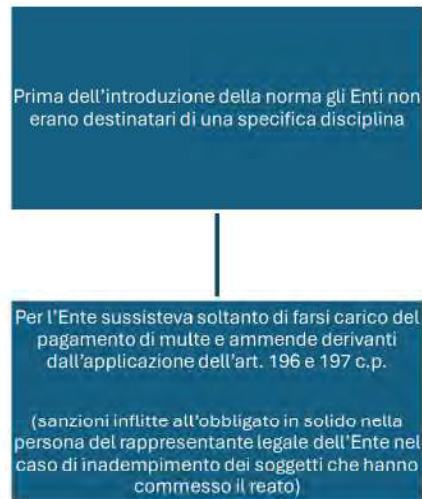 Prima dell'introduzione della norma gli Enti non
erano destinatari di una specifica disciplina
Per l'Ente sussisteva soltanto di farsi carico del
pagamento di multe e ammende derivanti
dall'applicazione dell'art. 196 e 197 c.p.
(sanzioni inflitte all'obbligato in solido nella
persona del rappresentante legale dell'Ente nel
caso di inadempimento dei soggetti che hanno
commesso il reato)